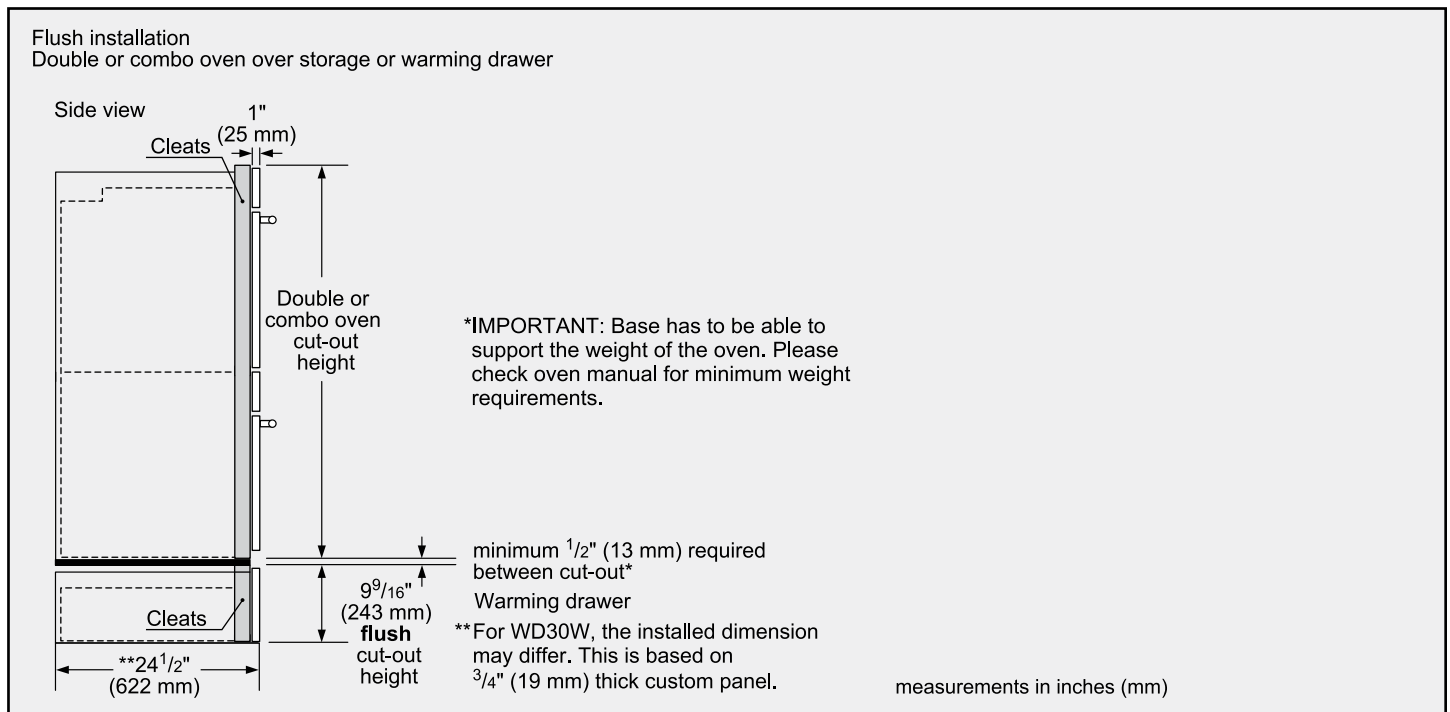 Flush installation
Double or combo oven over storage or warming drawer
Side view
1"
(25 mm)
Cleats
Double or
combo oven
cut-out
height
*IMPORTANT: Base has to be able to
support the weight of the oven. Please
check oven manual for minimum weight
requirements.
minimum 1/2" (13 mm) required
between cut-out*
9 9/16"
(243 mm)
flush
cut-out
height
Warming drawer
Cleats
**For WD30W, the installed dimension
may differ. This is based on
3/4" (19 mm) thick custom panel.
**24 1/2"
(622 mm)
measurements in inches (mm)